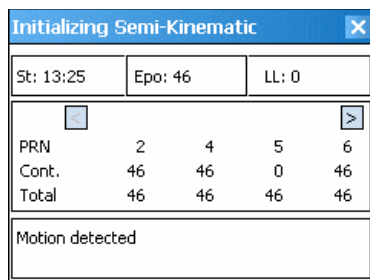 Initializing Semi-Kinematic ×
St: 13:25 Epo: 46 LL: 0
< >
PRN 2 4 5 6
Cont. 46 46 0 46
Total 46 46 46 46
Motion detected